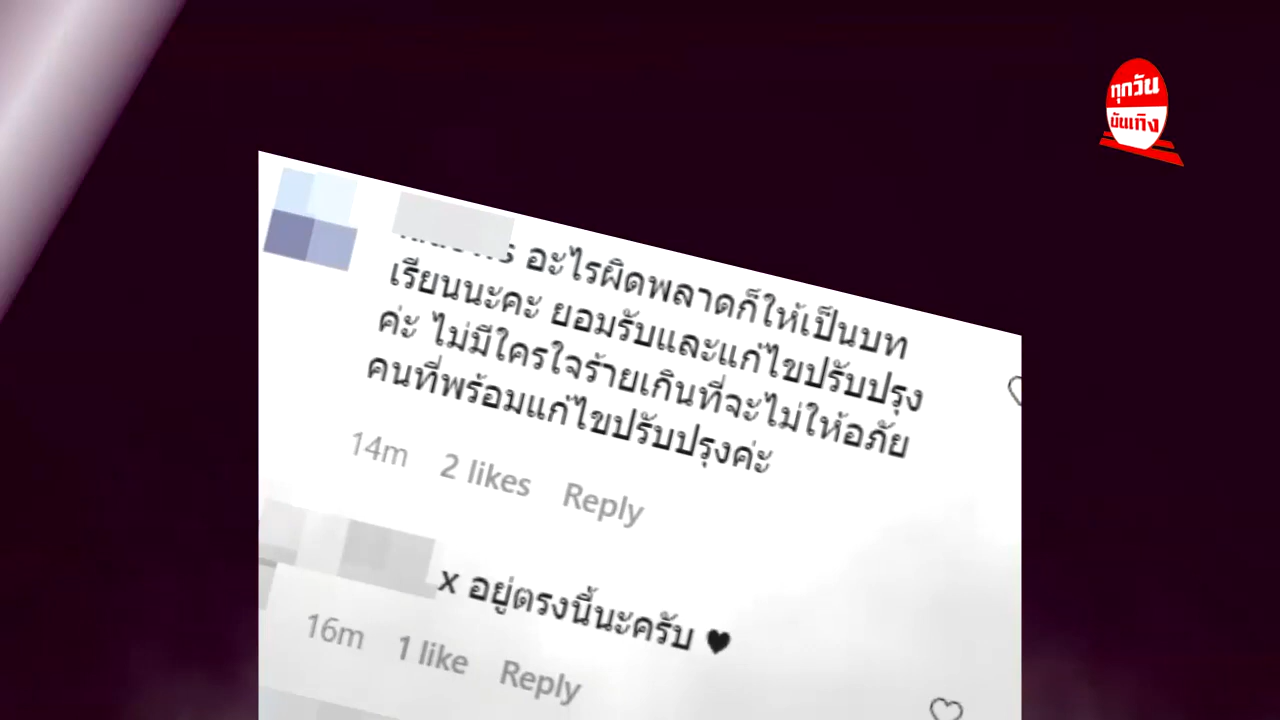 ทุกวัน
บันเทิง
อะไรผิดพลาดก็ให้เป็นบท
เรียนนะคะ ยอมรับและแก้ไขปรับปรุง
ค่ะ ไม่มีใครใจร้ายเกินที่จะไม่ให้อภัย
คนที่พร้อมแก้ไขปรับปรุงค่ะ
14m 2 likes Reply
x อยู่ตรงนี้นะครับ ♥
16m 1 like Reply